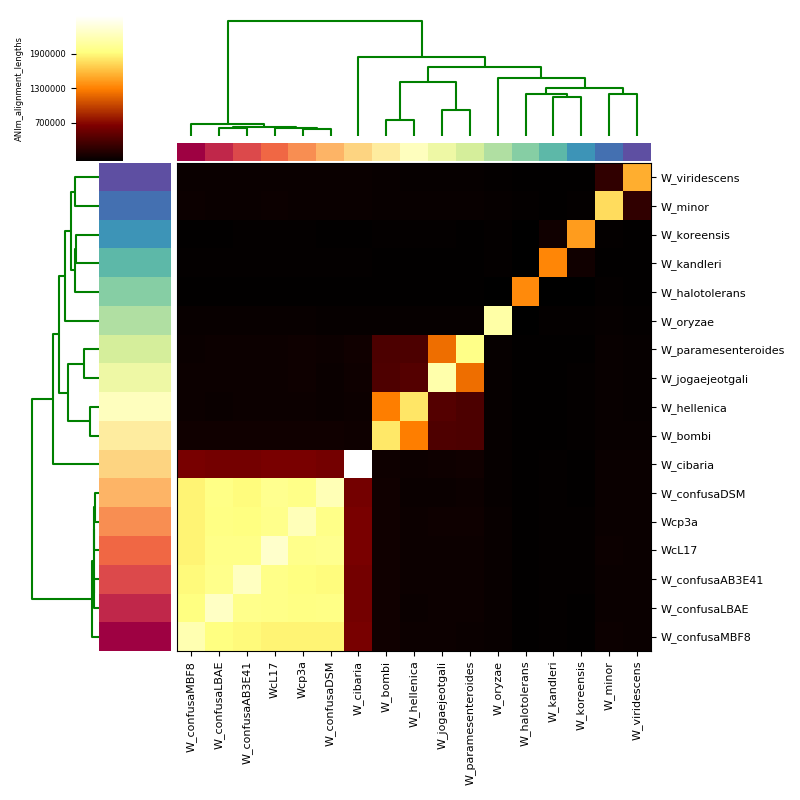 ANIm_alignment_lengths
1900000
1300000
700000
W_viridescens
W_minor
W_koreensis
W_kandleri
W_halotolerans
W_oryzae
W_paramesenteroides
W_jogaejeotgali
W_hellenica
W_bombi
W_cibaria
W_confusaDSM
Wcp3a
WcL17
W_confusaAB3E41
W_confusaLBAE
W_confusaMBF8
W_confusaMBF8
W_confusaLBAE
W_confusaAB3E41
WcL17
Wcp3a
W_confusaDSM
W_cibaria
W_bombi
W_hellenica
W_jogaejeotgali
W_paramesenteroides
W_oryzae
W_halotolerans
W_kandleri
W_koreensis
W_minor
W_viridescens